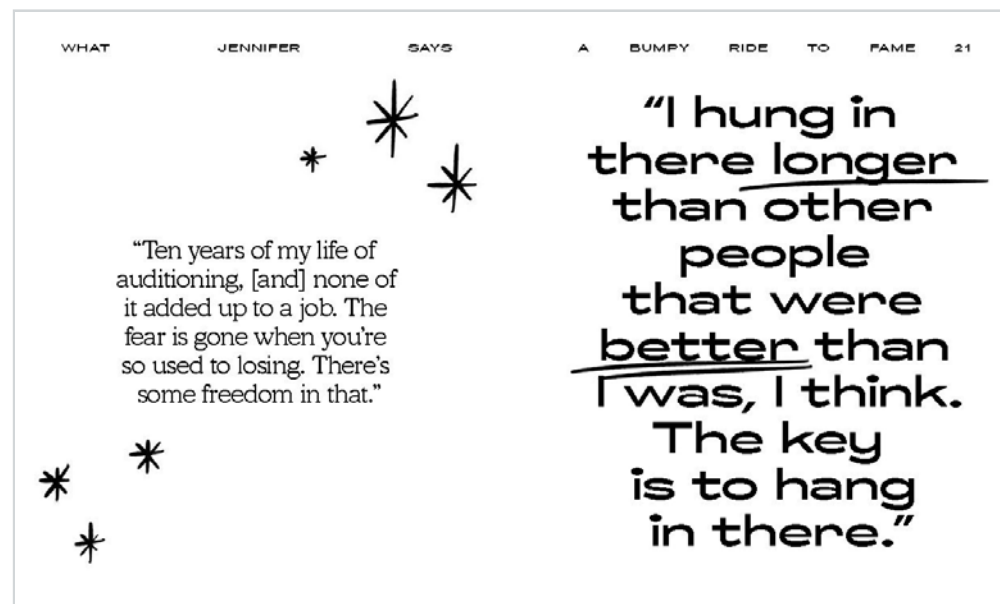 WHAT JENNIFER SAYS
A BUMPY RIDE TO FAME 21
“Ten years of my life of
auditioning, [and] none of
it added up to a job. The
fear is gone when you’re
so used to losing. There’s
some freedom in that.”
“I hung in
there longer
than other
people
that were
better than
I was, I think.
The key
is to hang
in there.”